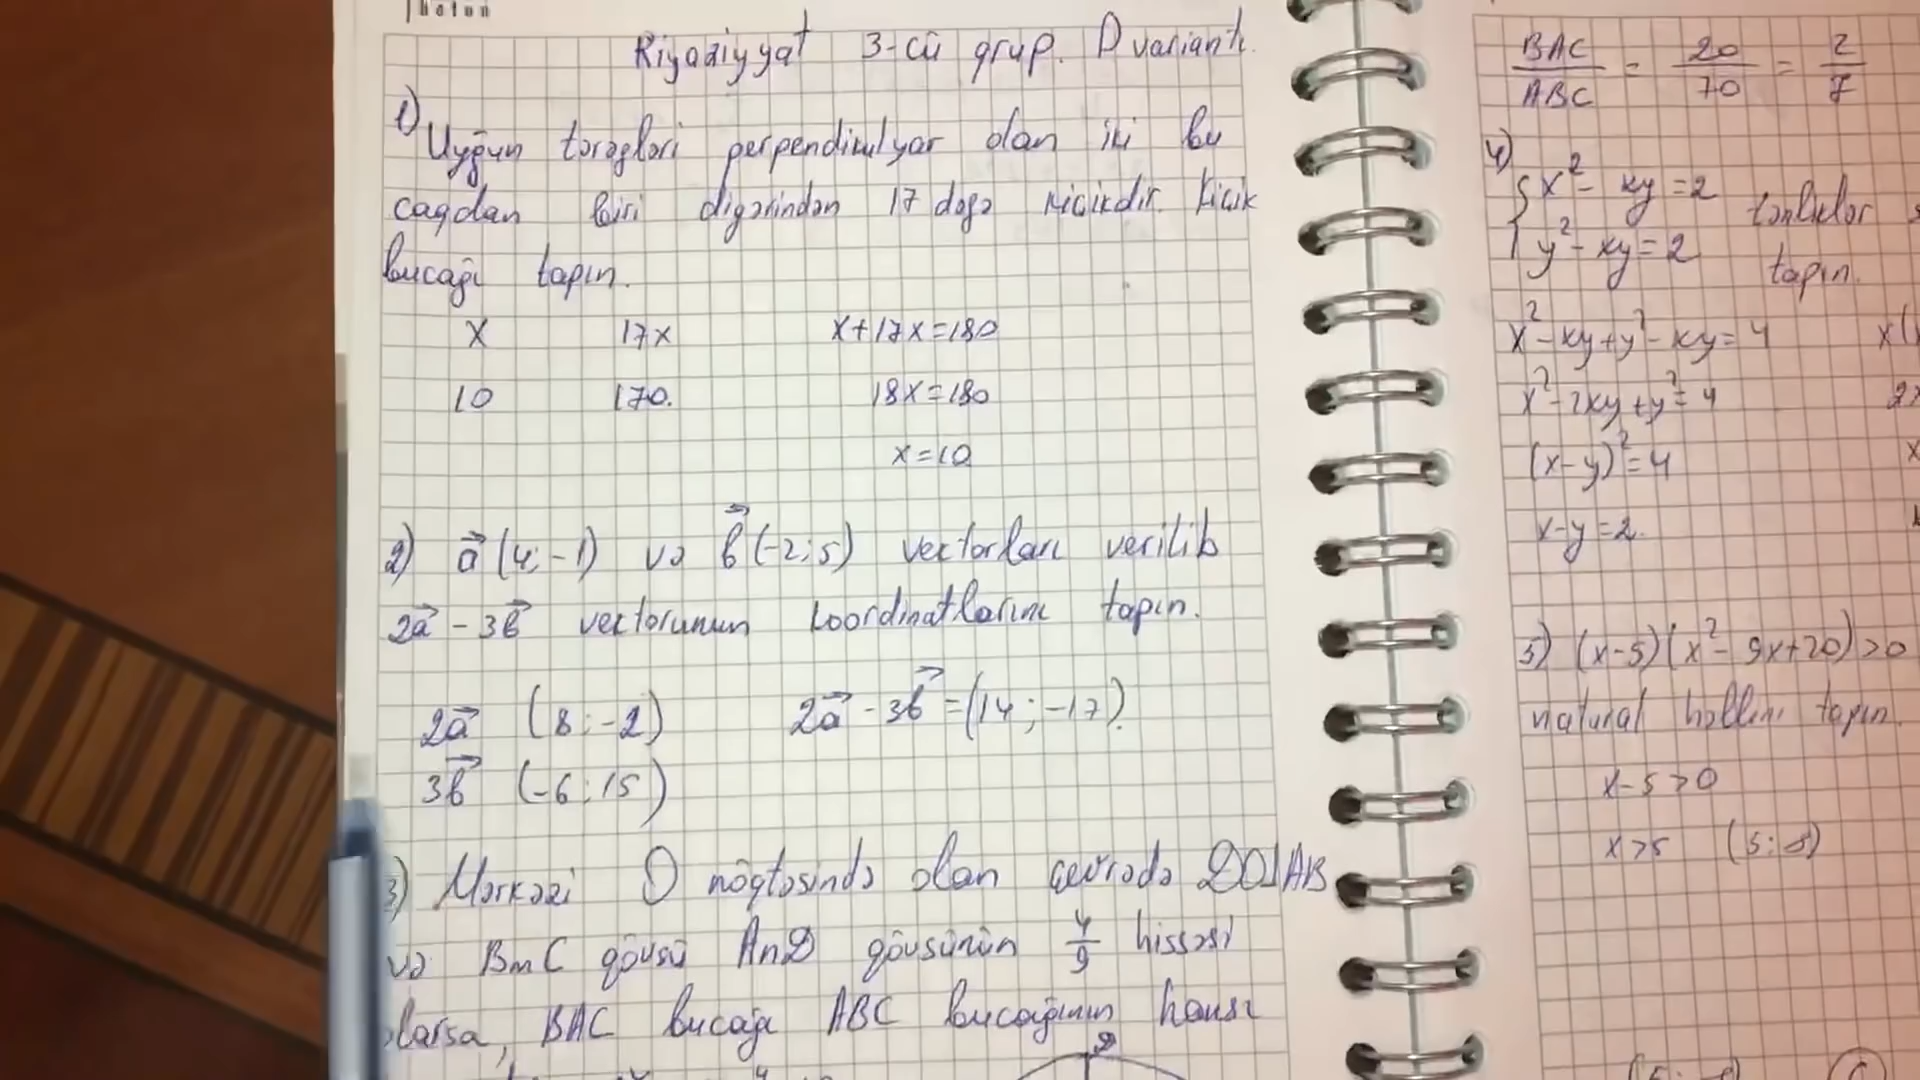 Jhatun
Riyaziyyat 3-cü qrup. D variantı.
1) Uyğun tərəfləri perpendikulyar olan iki bu
caqdan biri digərindən 17 dəfə kiçikdir. Kiçik
bucağı tapın.
x 17x x+17x=180
10 170. 18x=180
x=10
2) a⃗(4;-1) və b⃗(-2;5) vectorları verilib
2a⃗ - 3b⃗ vectorunun koordinatlarını tapın.
2a⃗ (8;-2) 2a⃗ - 3b⃗ = (14;-17).
3b⃗ (-6;15)
3) Mərkəzi O nöqtəsində olan çevrədə DO⊥AB
və BmC qövsü AnD qövsünün 4/9 hissəsi
olarsa, BAC bucağı ABC bucağının hansı
D
BAC/ABC = 20/70 = 2/7
4) {x²- xy =2
{y²- xy=2 tənliklər
tapın.
x²-xy+y²-xy=4
x²-2xy+y²=4
(x-y)²=4
x-y=2.
5) (x-5)(x²-9x+20)>0
natural həllini tapın.
x-5>0
x>5